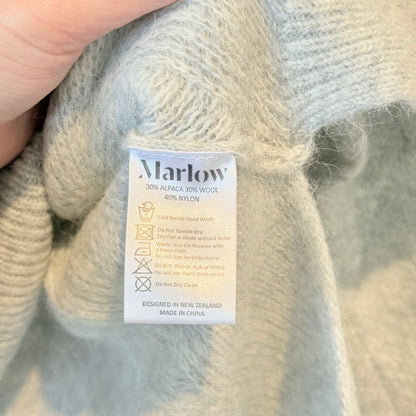 Marlow
30% ALPACA 30% WOOL
40% NYLON
Cool Gentle Hand Wash
Do Not Tumble Dry
Dry Flat in shade without delay
Warm Iron On Reverse with
a Press cloth
Do not Iron on Embroidery
Do Not Bleach, Rub or Wring
Do not use Harsh Detergents
Do Not Dry Clean
DESIGNED IN NEW ZEALAND
MADE IN CHINA